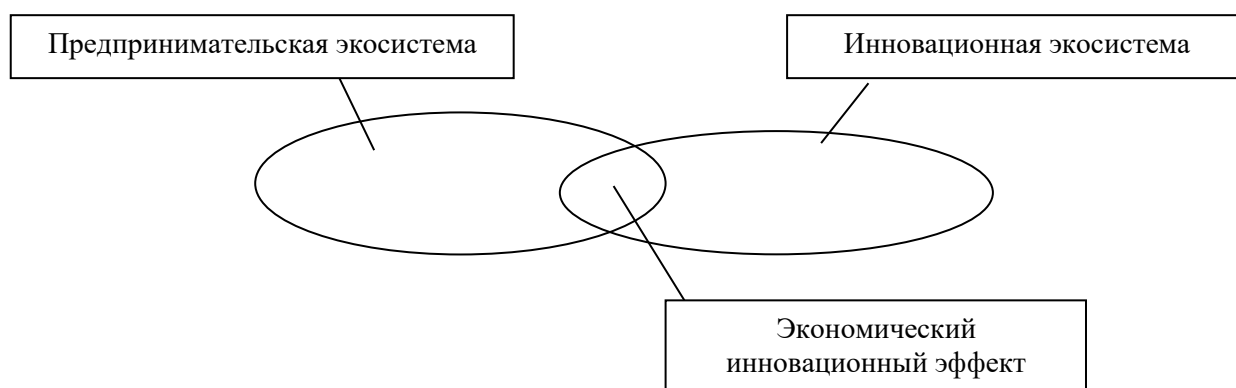 Предпринимательская экосистема
Инновационная экосистема
Экономический
инновационный эффект